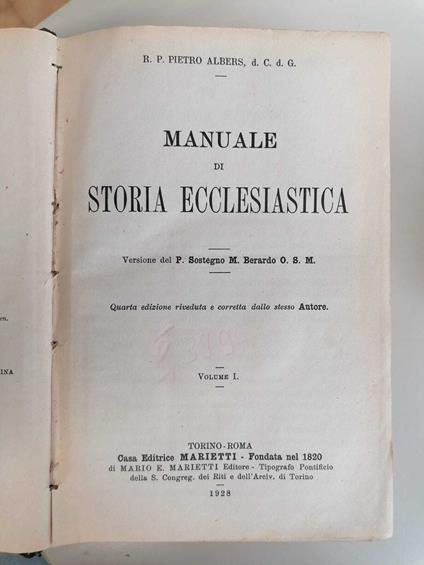 R. P. PIETRO ALBERS, d. C. d. G.
MANUALE
DI
STORIA ECCLESIASTICA
Versione del P. Sostegno M. Berardo O. S. M.
Quarta edizione riveduta e corretta dallo stesso Autore.
VOLUME I.
TORINO-ROMA
Casa Editrice MARIETTI - Fondata nel 1820
di MARIO E. MARIETTI Editore - Tipografo Pontificio
della S. Congreg. dei Riti e dell'Arciv. di Torino
1928
en.
INA